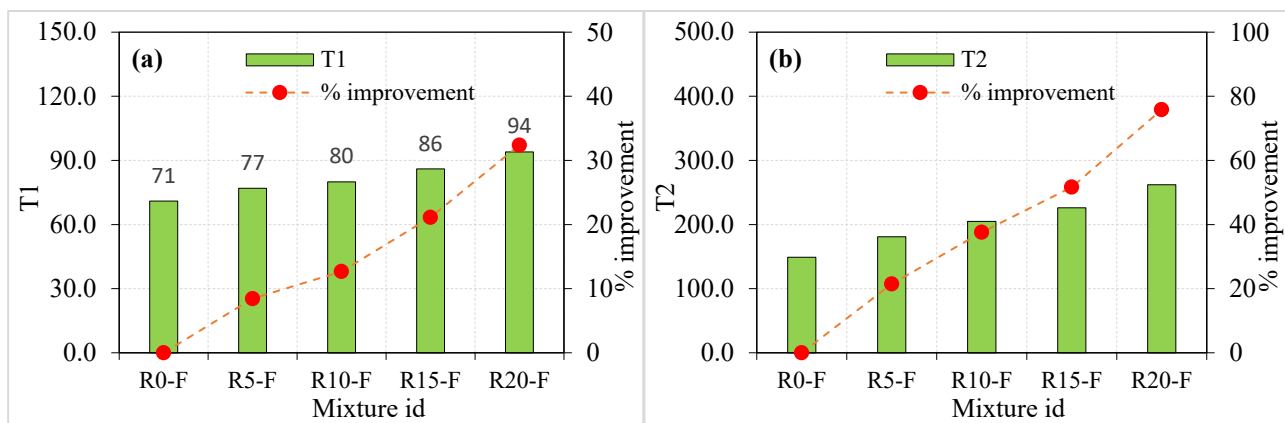 (a)
T1
% improvement
150.0
120.0
90.0
60.0
30.0
0.0
T1
71
77
80
86
94
50
40
30
20
10
0
% improvement
R0-F R5-F R10-F R15-F R20-F
Mixture id
(b)
T2
% improvement
500.0
400.0
300.0
200.0
100.0
0.0
T2
100
80
60
40
20
0
% improvement
R0-F R5-F R10-F R15-F R20-F
Mixture id